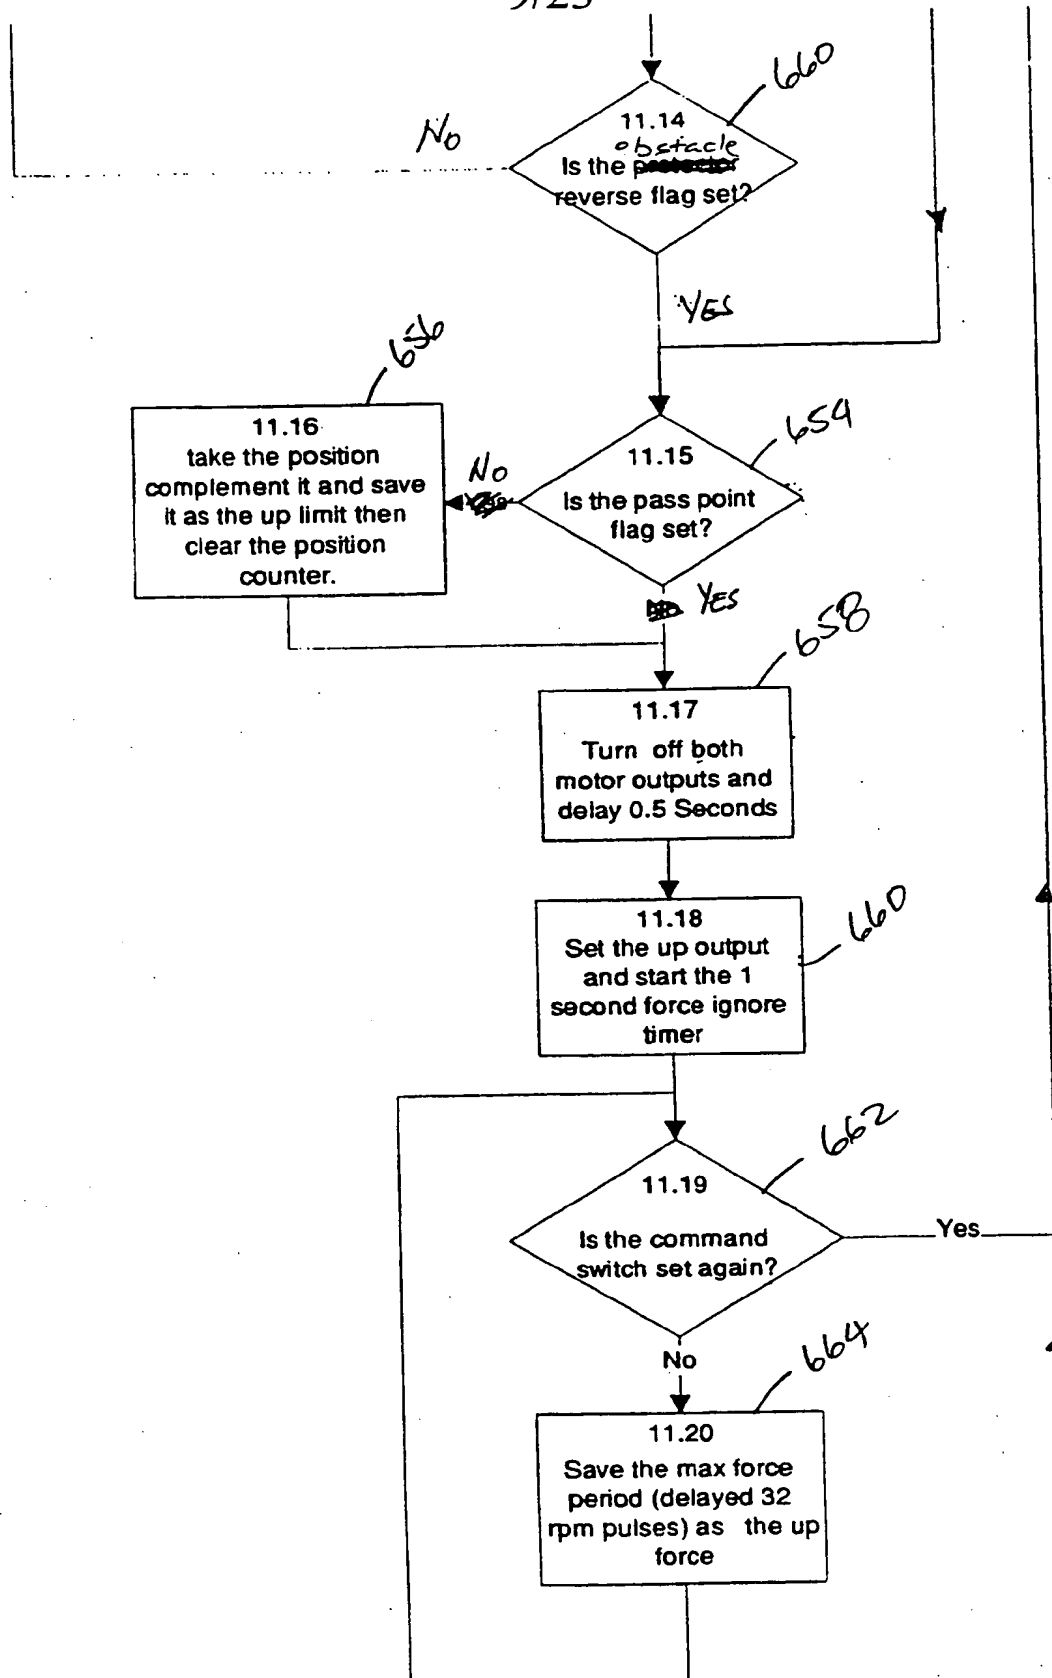 660
No
11.14
obstacle
Is the
reverse flag set?
YES
656
11.16
take the position
complement it and save
it as the up limit then
clear the position
counter.
654
11.15
Is the pass point
flag set?
No
YES
658
11.17
Turn off both
motor outputs and
delay 0.5 Seconds
660
11.18
Set the up output
and start the 1
second force ignore
timer
662
11.19
Is the command
switch set again?
Yes
No
664
11.20
Save the max force
period (delayed 32
rpm pulses) as the up
force